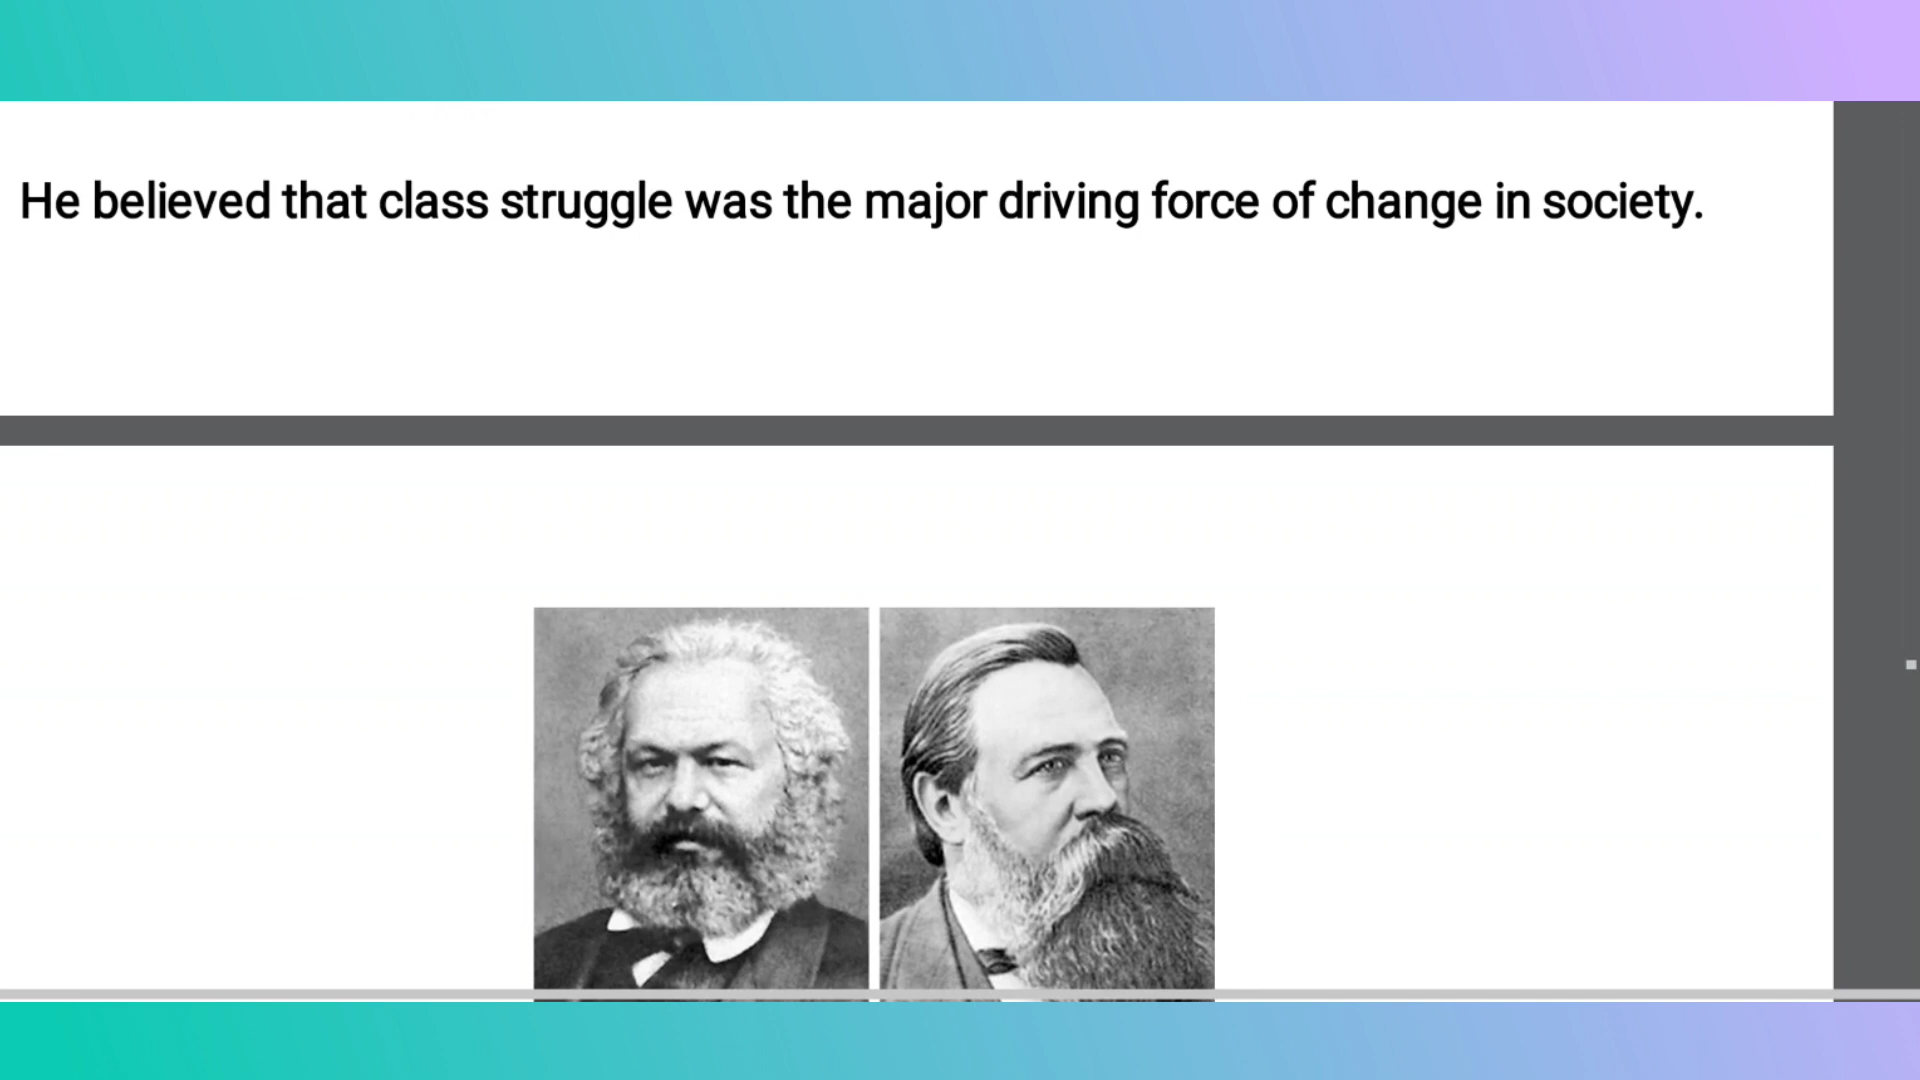 He believed that class struggle was the major driving force of change in society.